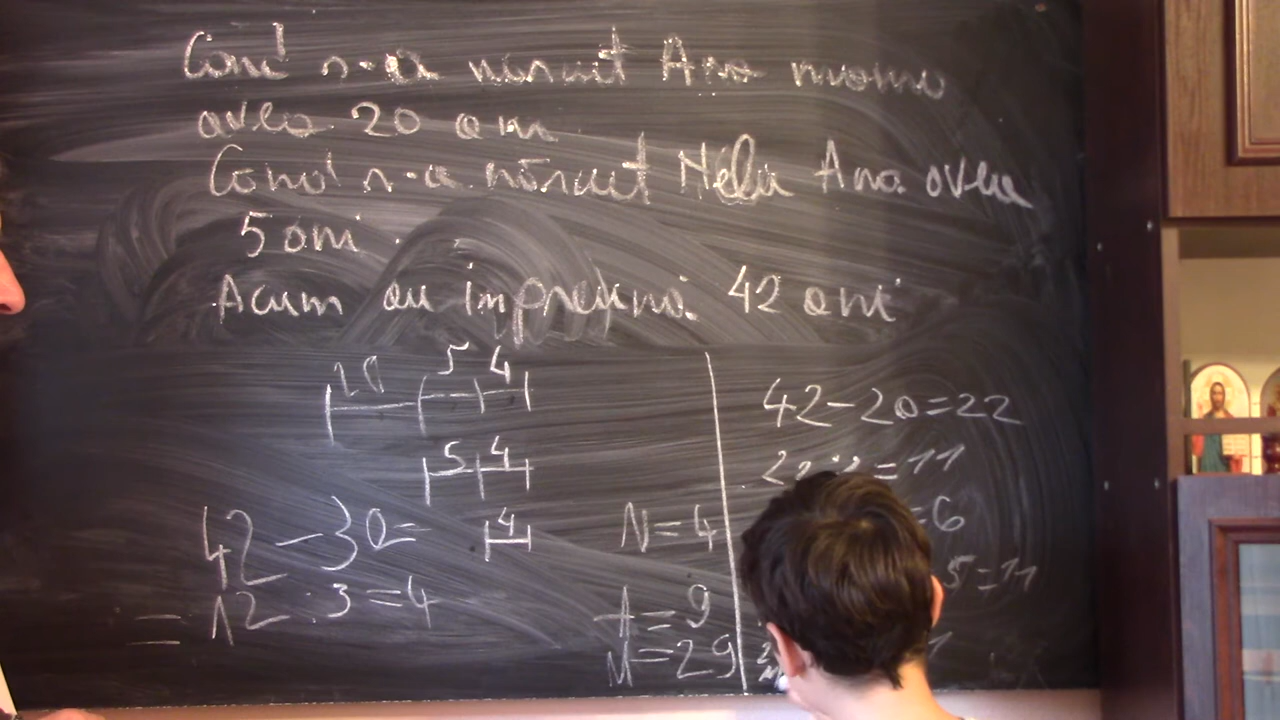 Când s-a născut Ana mama
avea 20 ani
Când s-a născut Nelu Ana avea
5 ani
Acum au împreună 42 ani
20 5 4
5 4
4
42-30=
=12:3=4
N=4
A=9
M=29
42-20=22
22:2=11
=6
5=11